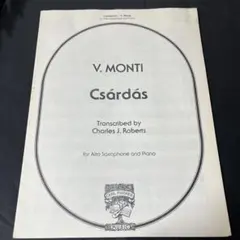 V. MONTI
Csárdás
Transcribed by
Charles J. Roberts
for Alto Saxophone and Piano